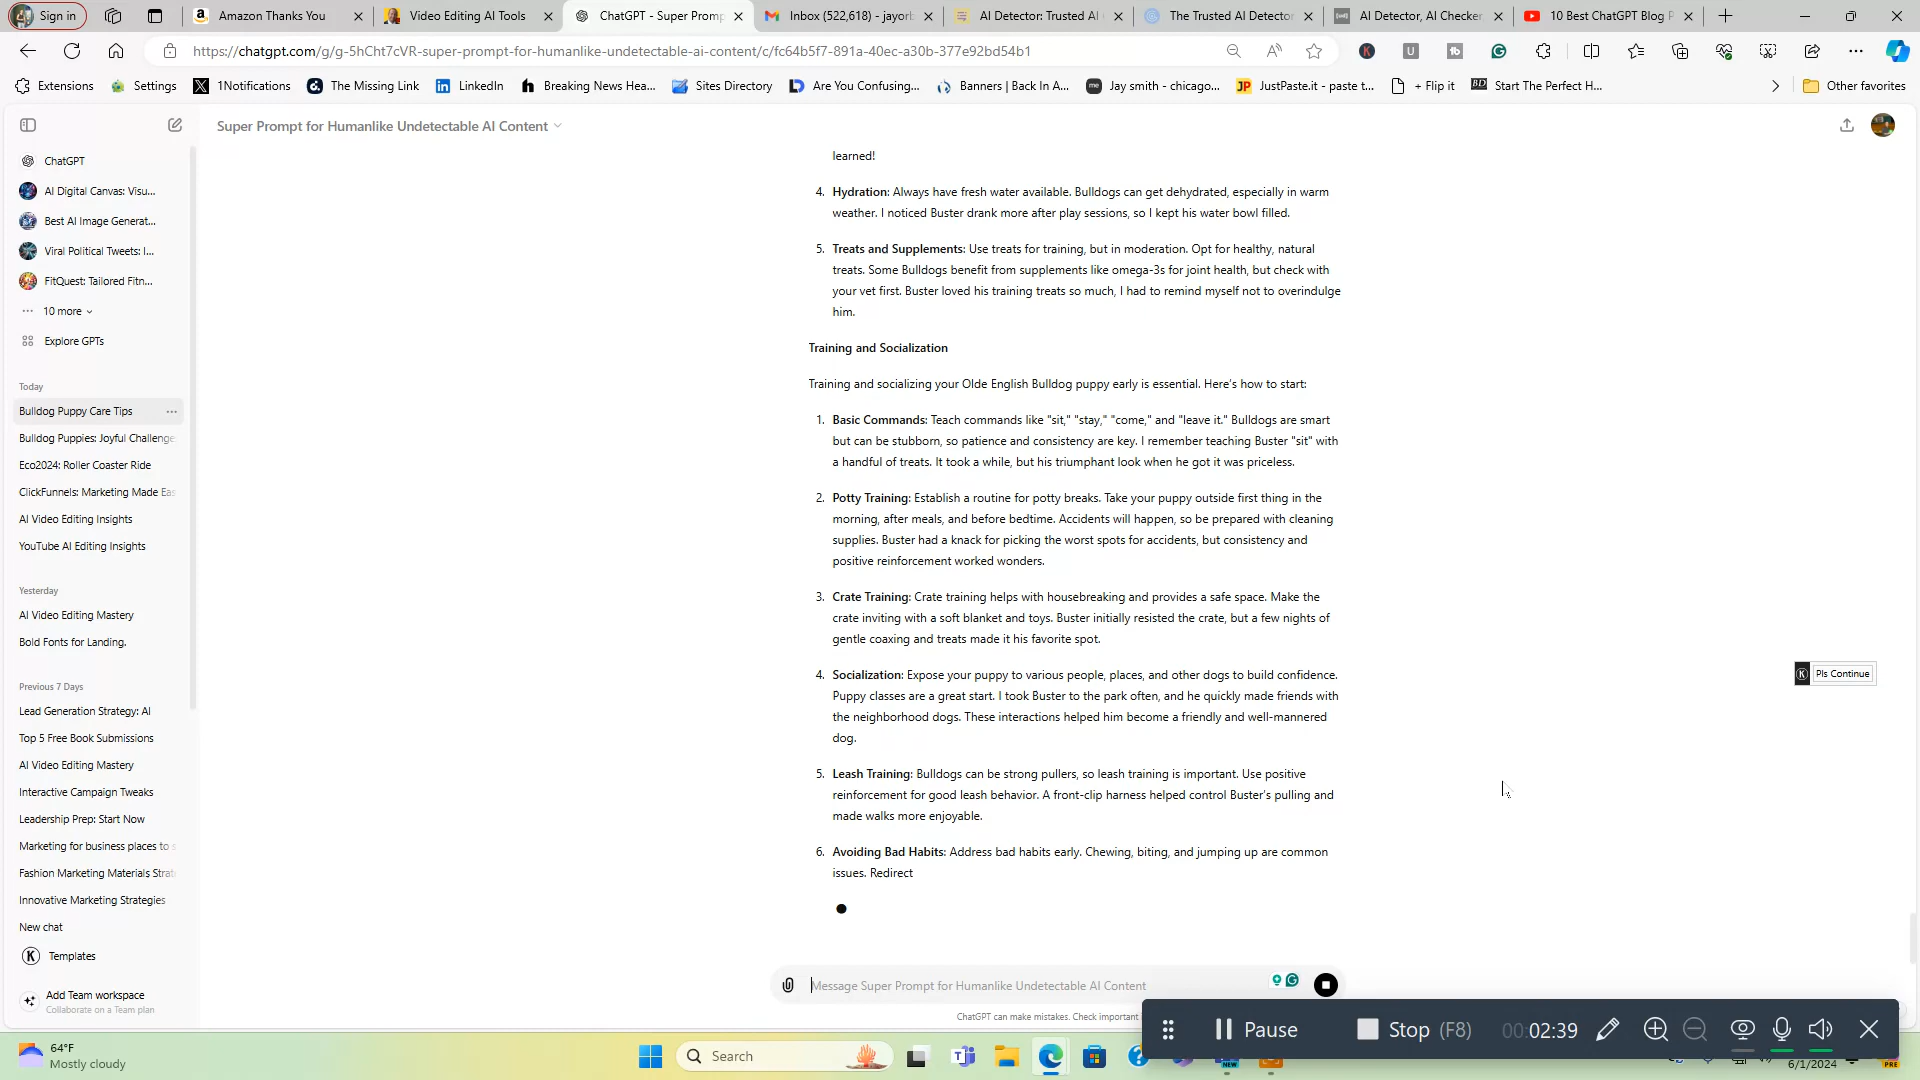 Sign in
Amazon Thanks You
Video Editing AI Tools
ChatGPT - Super Promp
Inbox (522,618) - jayorb
AI Detector: Trusted AI
The Trusted AI Detector
AI Detector, AI Checker
10 Best ChatGPT Blog P
https://chatgpt.com/g/g-5hCht7cVR-super-prompt-for-humanlike-undetectable-ai-content/c/fc64b5f7-891a-40ec-a30b-377e92bd54b1
Extensions
Settings
1Notifications
The Missing Link
LinkedIn
Breaking News Hea...
Sites Directory
Are You Confusing...
Banners | Back In A...
Jay smith - chicago...
JustPaste.it - paste t...
+ Flip it
Start The Perfect H...
Other favorites
Super Prompt for Humanlike Undetectable AI Content
ChatGPT
AI Digital Canvas: Visu...
Best AI Image Generat...
Viral Political Tweets: I...
FitQuest: Tailored Fitn...
10 more
Explore GPTs
Today
Bulldog Puppy Care Tips
Bulldog Puppies: Joyful Challenge
Eco2024: Roller Coaster Ride
ClickFunnels: Marketing Made Eas
AI Video Editing Insights
YouTube AI Editing Insights
Yesterday
AI Video Editing Mastery
Bold Fonts for Landing.
Previous 7 Days
Lead Generation Strategy: AI
Top 5 Free Book Submissions
AI Video Editing Mastery
Interactive Campaign Tweaks
Leadership Prep: Start Now
Marketing for business places to s
Fashion Marketing Materials Strat
Innovative Marketing Strategies
New chat
Templates
Add Team workspace
Collaborate on a Team plan
learned!
4. Hydration: Always have fresh water available. Bulldogs can get dehydrated, especially in warm
weather. I noticed Buster drank more after play sessions, so I kept his water bowl filled.
5. Treats and Supplements: Use treats for training, but in moderation. Opt for healthy, natural
treats. Some Bulldogs benefit from supplements like omega-3s for joint health, but check with
your vet first. Buster loved his training treats so much, I had to remind myself not to overindulge
him.
Training and Socialization
Training and socializing your Olde English Bulldog puppy early is essential. Here's how to start:
1. Basic Commands: Teach commands like "sit," "stay," "come," and "leave it." Bulldogs are smart
but can be stubborn, so patience and consistency are key. I remember teaching Buster "sit" with
a handful of treats. It took a while, but his triumphant look when he got it was priceless.
2. Potty Training: Establish a routine for potty breaks. Take your puppy outside first thing in the
morning, after meals, and before bedtime. Accidents will happen, so be prepared with cleaning
supplies. Buster had a knack for picking the worst spots for accidents, but consistency and
positive reinforcement worked wonders.
3. Crate Training: Crate training helps with housebreaking and provides a safe space. Make the
crate inviting with a soft blanket and toys. Buster initially resisted the crate, but a few nights of
gentle coaxing and treats made it his favorite spot.
4. Socialization: Expose your puppy to various people, places, and other dogs to build confidence.
Puppy classes are a great start. I took Buster to the park often, and he quickly made friends with
the neighborhood dogs. These interactions helped him become a friendly and well-mannered
dog.
5. Leash Training: Bulldogs can be strong pullers, so leash training is important. Use positive
reinforcement for good leash behavior. A front-clip harness helped control Buster's pulling and
made walks more enjoyable.
6. Avoiding Bad Habits: Address bad habits early. Chewing, biting, and jumping up are common
issues. Redirect
Pls Continue
Message Super Prompt for Humanlike Undetectable AI Content
ChatGPT can make mistakes. Check important
Pause
Stop (F8)
00:02:39
64°F
Mostly cloudy
Search
6/1/2024